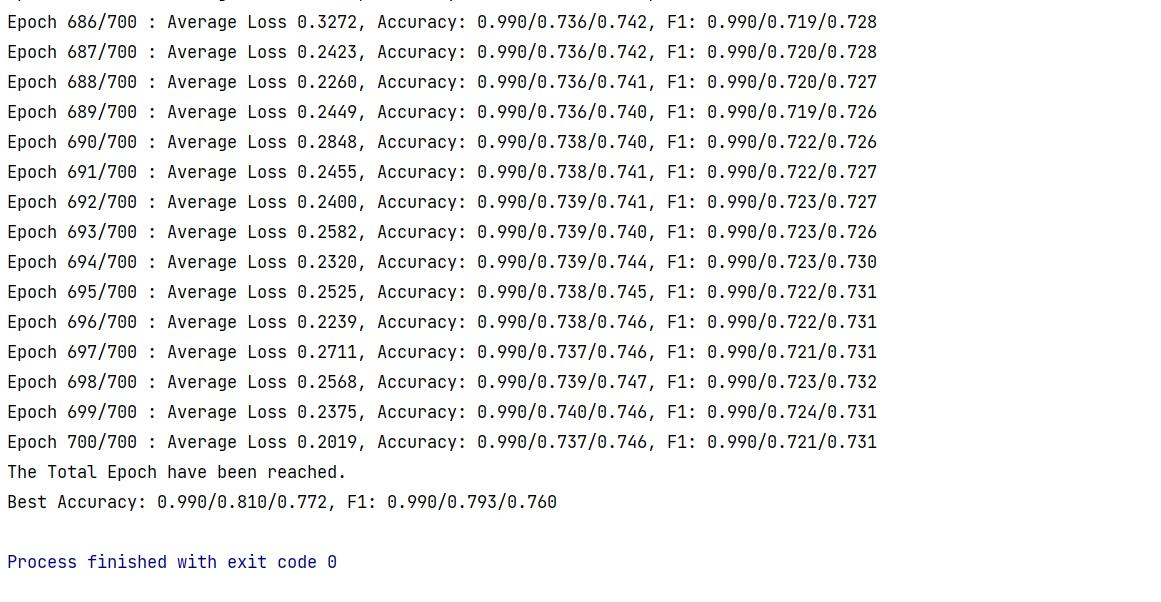 Epoch 686/700 : Average Loss 0.3272, Accuracy: 0.990/0.736/0.742, F1: 0.990/0.719/0.728
Epoch 687/700 : Average Loss 0.2423, Accuracy: 0.990/0.736/0.742, F1: 0.990/0.720/0.728
Epoch 688/700 : Average Loss 0.2260, Accuracy: 0.990/0.736/0.741, F1: 0.990/0.720/0.727
Epoch 689/700 : Average Loss 0.2449, Accuracy: 0.990/0.736/0.740, F1: 0.990/0.719/0.726
Epoch 690/700 : Average Loss 0.2848, Accuracy: 0.990/0.738/0.740, F1: 0.990/0.722/0.726
Epoch 691/700 : Average Loss 0.2455, Accuracy: 0.990/0.738/0.741, F1: 0.990/0.722/0.727
Epoch 692/700 : Average Loss 0.2400, Accuracy: 0.990/0.739/0.741, F1: 0.990/0.723/0.727
Epoch 693/700 : Average Loss 0.2582, Accuracy: 0.990/0.739/0.740, F1: 0.990/0.723/0.726
Epoch 694/700 : Average Loss 0.2320, Accuracy: 0.990/0.739/0.744, F1: 0.990/0.723/0.730
Epoch 695/700 : Average Loss 0.2525, Accuracy: 0.990/0.738/0.745, F1: 0.990/0.722/0.731
Epoch 696/700 : Average Loss 0.2239, Accuracy: 0.990/0.738/0.746, F1: 0.990/0.722/0.731
Epoch 697/700 : Average Loss 0.2711, Accuracy: 0.990/0.737/0.746, F1: 0.990/0.721/0.731
Epoch 698/700 : Average Loss 0.2568, Accuracy: 0.990/0.739/0.747, F1: 0.990/0.723/0.732
Epoch 699/700 : Average Loss 0.2375, Accuracy: 0.990/0.740/0.746, F1: 0.990/0.724/0.731
Epoch 700/700 : Average Loss 0.2019, Accuracy: 0.990/0.737/0.746, F1: 0.990/0.721/0.731
The Total Epoch have been reached.
Best Accuracy: 0.990/0.810/0.772, F1: 0.990/0.793/0.760
Process finished with exit code 0